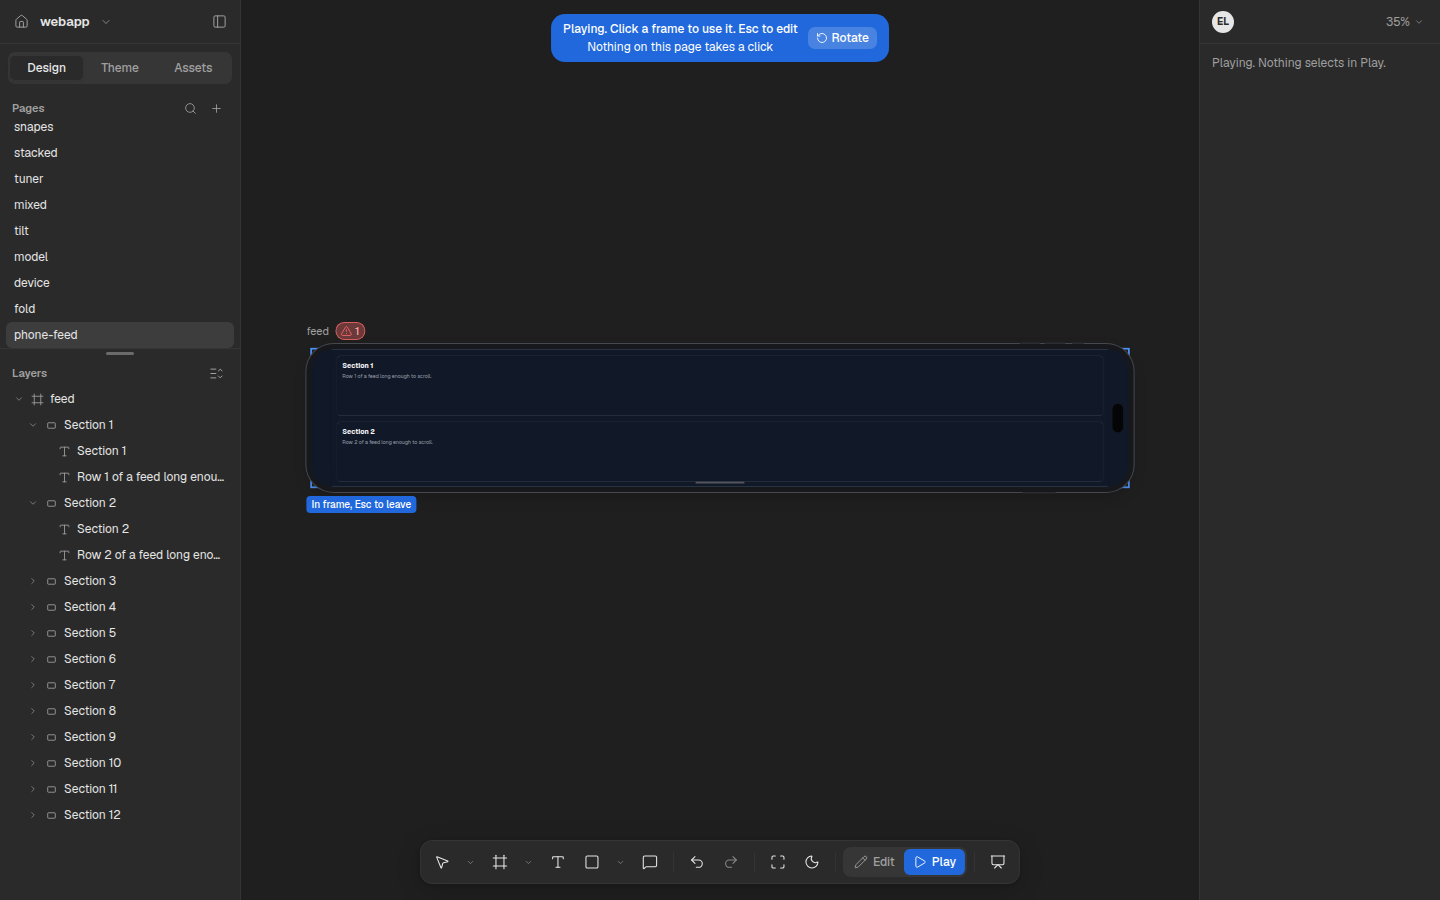 webapp
Design
Theme
Assets
Pages
snapes
stacked
tuner
mixed
tilt
model
device
fold
phone-feed
Layers
feed
Section 1
Section 1
Row 1 of a feed long enou...
Section 2
Section 2
Row 2 of a feed long eno...
Section 3
Section 4
Section 5
Section 6
Section 7
Section 8
Section 9
Section 10
Section 11
Section 12
Playing. Click a frame to use it. Esc to edit
Nothing on this page takes a click
Rotate
feed
1
Section 1
Row 1 of a feed long enough to scroll.
Section 2
Row 2 of a feed long enough to scroll.
In frame, Esc to leave
Edit
Play
EL
35%
Playing. Nothing selects in Play.